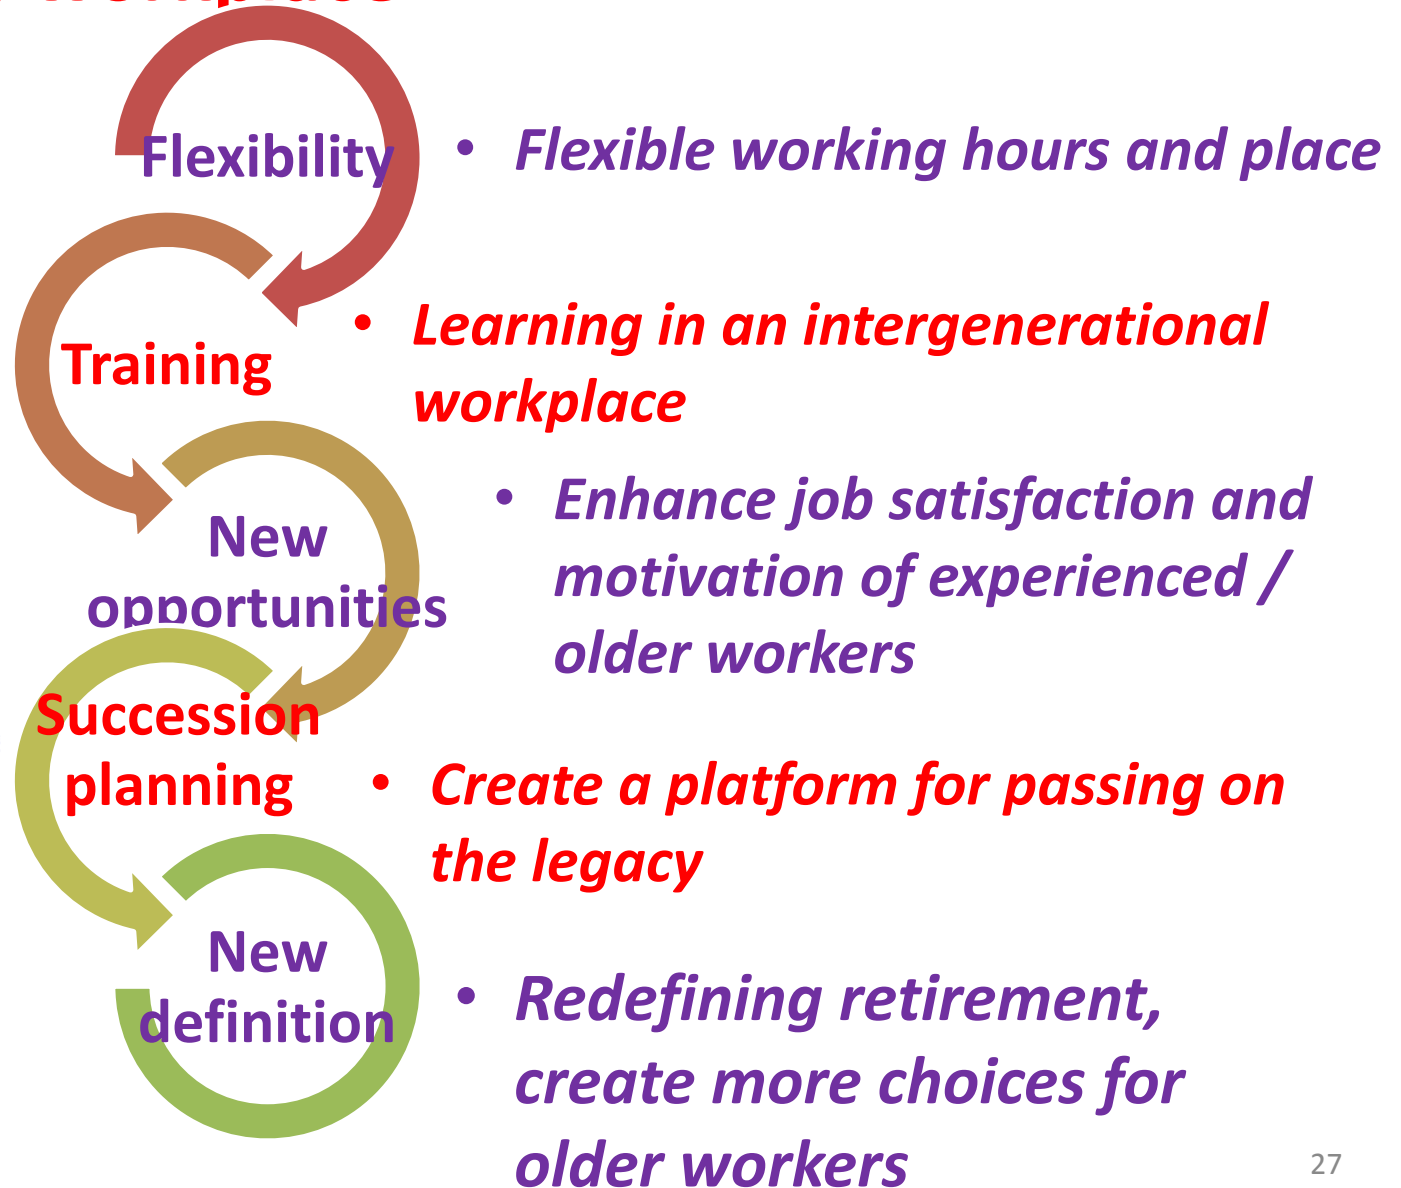 Flexibility
• Flexible working hours and place
Training
• Learning in an intergenerational
workplace
New
opportunities
• Enhance job satisfaction and
motivation of experienced /
older workers
Succession
planning
• Create a platform for passing on
the legacy
New
definition
• Redefining retirement,
create more choices for
older workers
27